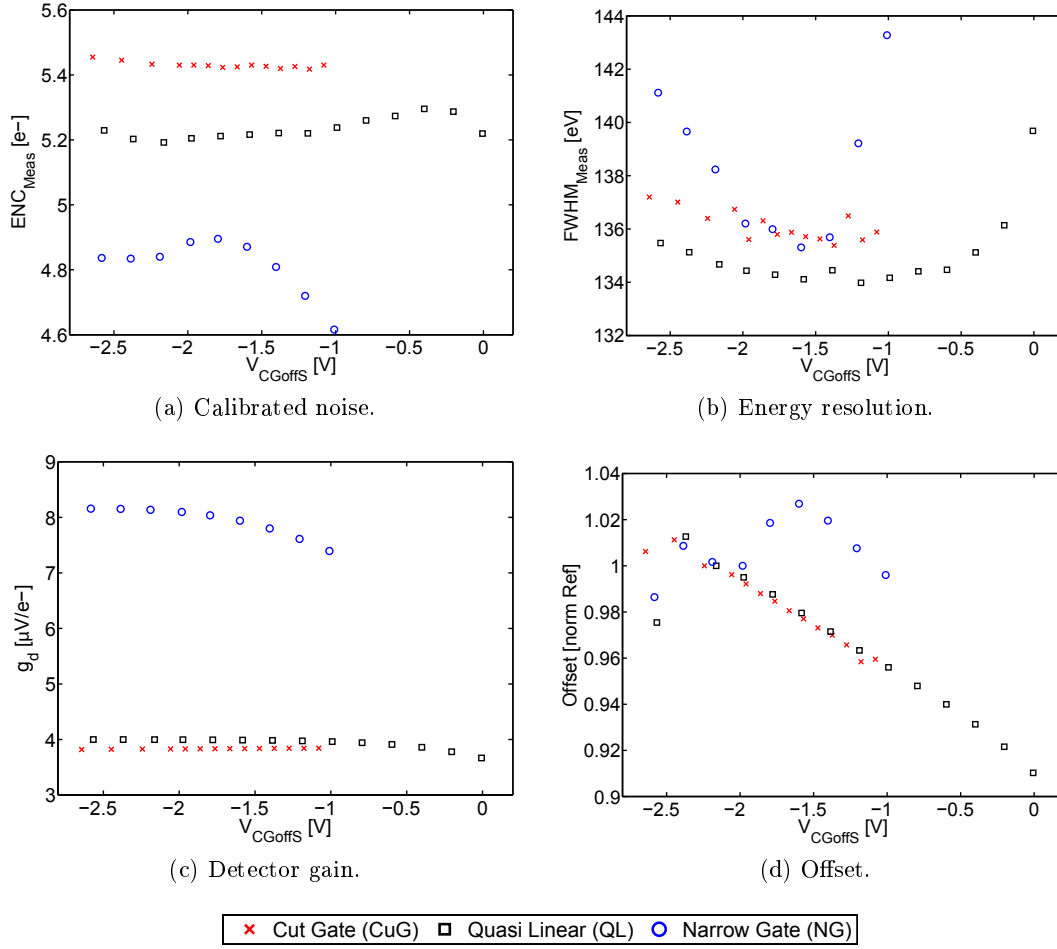 5.6
5.4
5.2
5
4.8
4.6
ENC_Meas [e−]
−2.5 −2 −1.5 −1 −0.5 0
V_CGoffS [V]
(a) Calibrated noise.
144
142
140
138
136
134
132
FWHM_Meas [eV]
−2.5 −2 −1.5 −1 −0.5 0
V_CGoffS [V]
(b) Energy resolution.
9
8
7
6
5
4
3
g_d [µV/e−]
−2.5 −2 −1.5 −1 −0.5 0
V_CGoffS [V]
(c) Detector gain.
1.04
1.02
1
0.98
0.96
0.94
0.92
0.9
Offset [norm Ref]
−2.5 −2 −1.5 −1 −0.5 0
V_CGoffS [V]
(d) Offset.
Cut Gate (CuG) Quasi Linear (QL) Narrow Gate (NG)